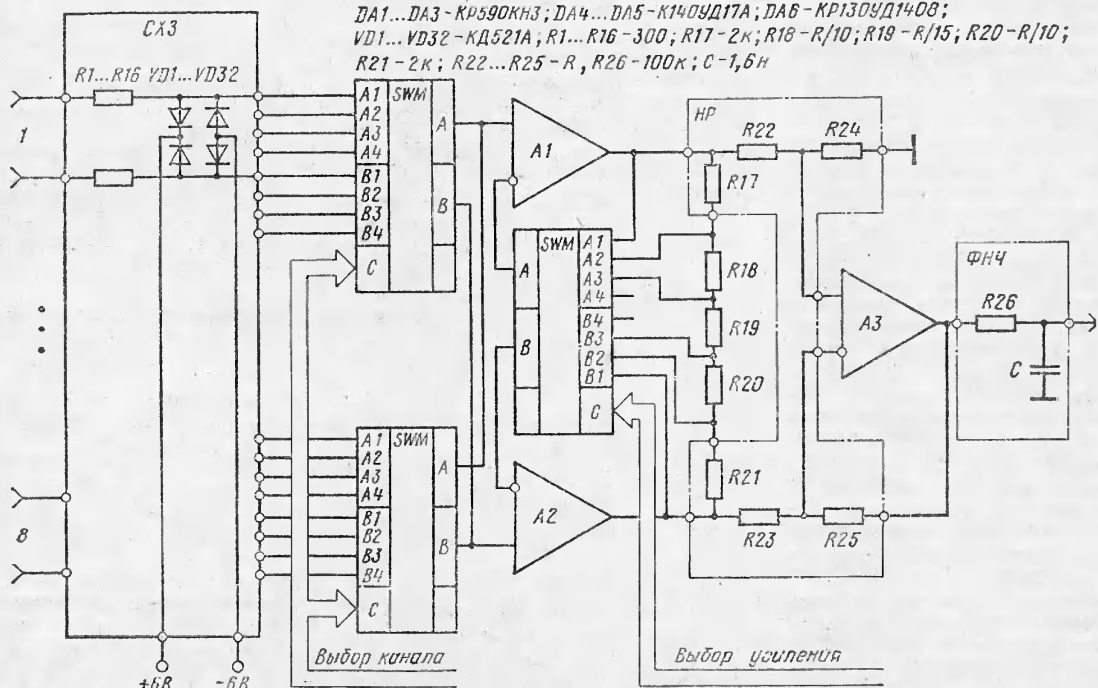 СХЗ
DA1...DA3-КР590КН3; DA4...DA5-К140УД17А; DA6-КР130УД1408;
VD1...VD32-КД521А; R1...R16-300; R17-2к; R18-R/10; R19-R/15; R20-R/10;
R21-2к; R22...R25-R, R26-100к; С-1,6н
R1...R16 VD1...VD32
1
8
+6В
-6В
A1
A2
A3
A4
B1
B2
B3
B4
C
SWM
A
B
A1
A2
A3
A4
B1
B2
B3
B4
C
SWM
A
B
Выбор канала
A1
A2
A
B
SWM
A1
A2
A3
A4
B4
B3
B2
B1
C
Выбор усиления
НР
R22
R24
R17
R18
R19
R20
R21
R23
R25
A3
ФНЧ
R26
C